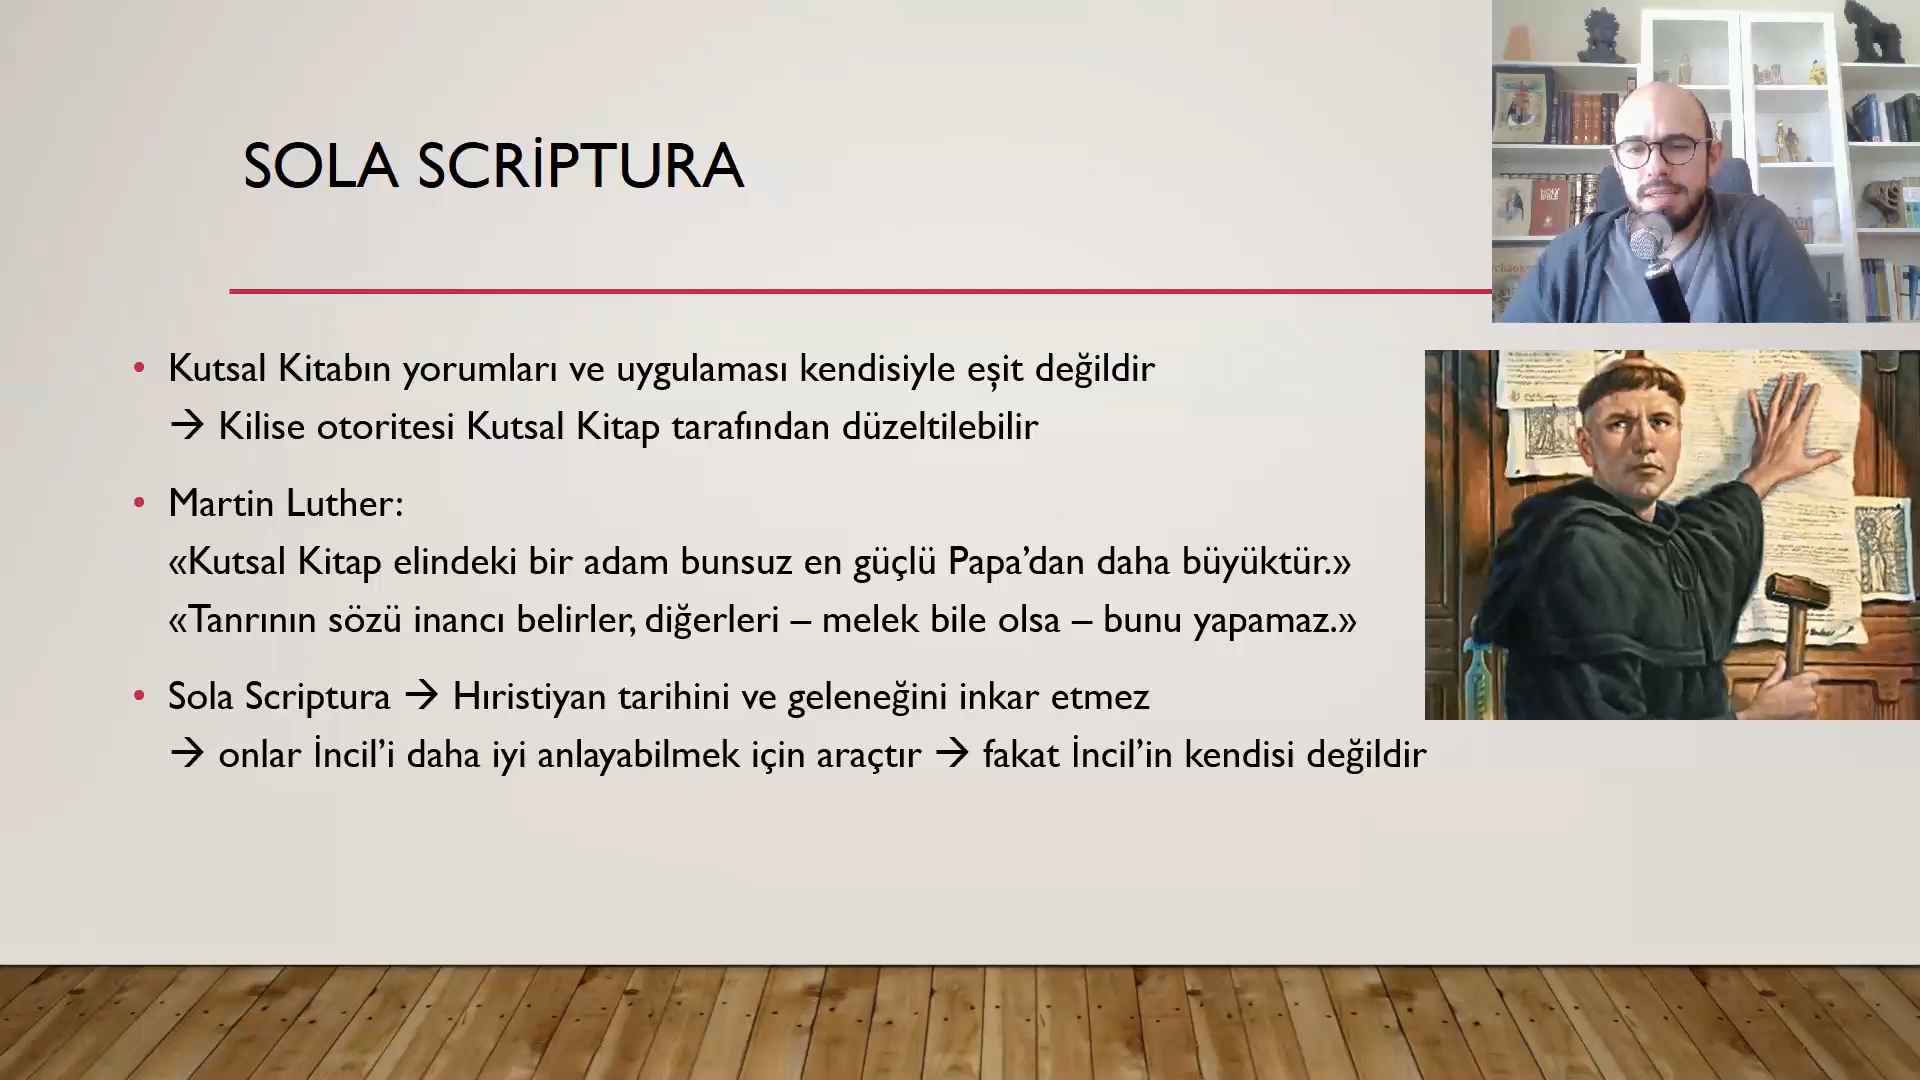 SOLA SCRİPTURA
• Kutsal Kitabın yorumları ve uygulaması kendisiyle eşit değildir
→ Kilise otoritesi Kutsal Kitap tarafından düzeltilebilir
• Martin Luther:
«Kutsal Kitap elindeki bir adam bunsuz en güçlü Papa’dan daha büyüktür.»
«Tanrının sözü inancı belirler, diğerleri – melek bile olsa – bunu yapamaz.»
• Sola Scriptura → Hıristiyan tarihini ve geleneğini inkar etmez
→ onlar İncil’i daha iyi anlayabilmek için araçtır → fakat İncil’in kendisi değildir
HOLY
BIBLE